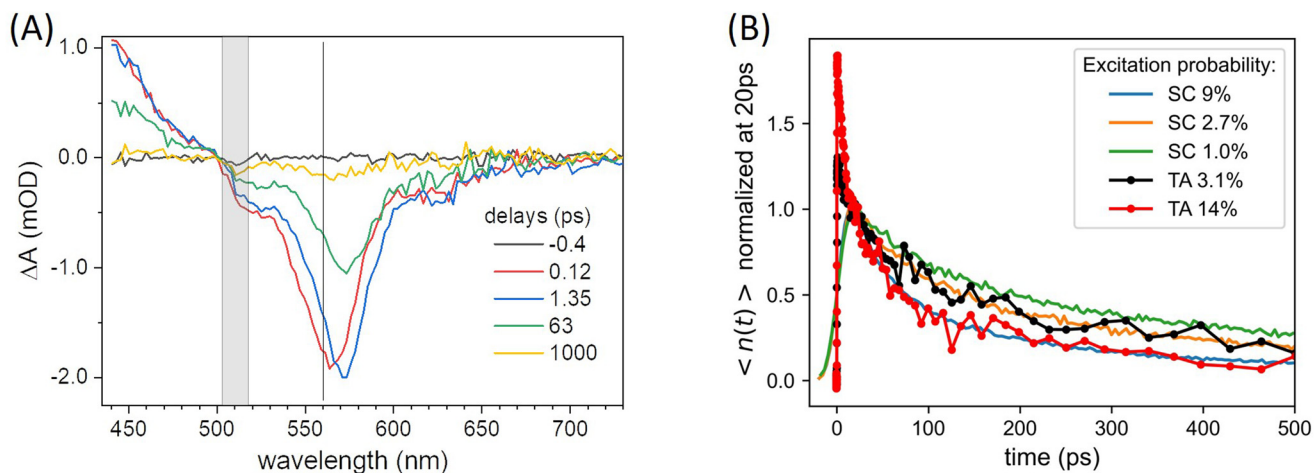 (A)
1.0
0.0
-1.0
-2.0
ΔA (mOD)
delays (ps)
-0.4
0.12
1.35
63
1000
450 500 550 600 650 700
wavelength (nm)
(B)
Excitation probability:
SC 9%
SC 2.7%
SC 1.0%
TA 3.1%
TA 14%
1.5
1.0
0.5
0.0
< n(t) > normalized at 20ps
0 100 200 300 400 500
time (ps)